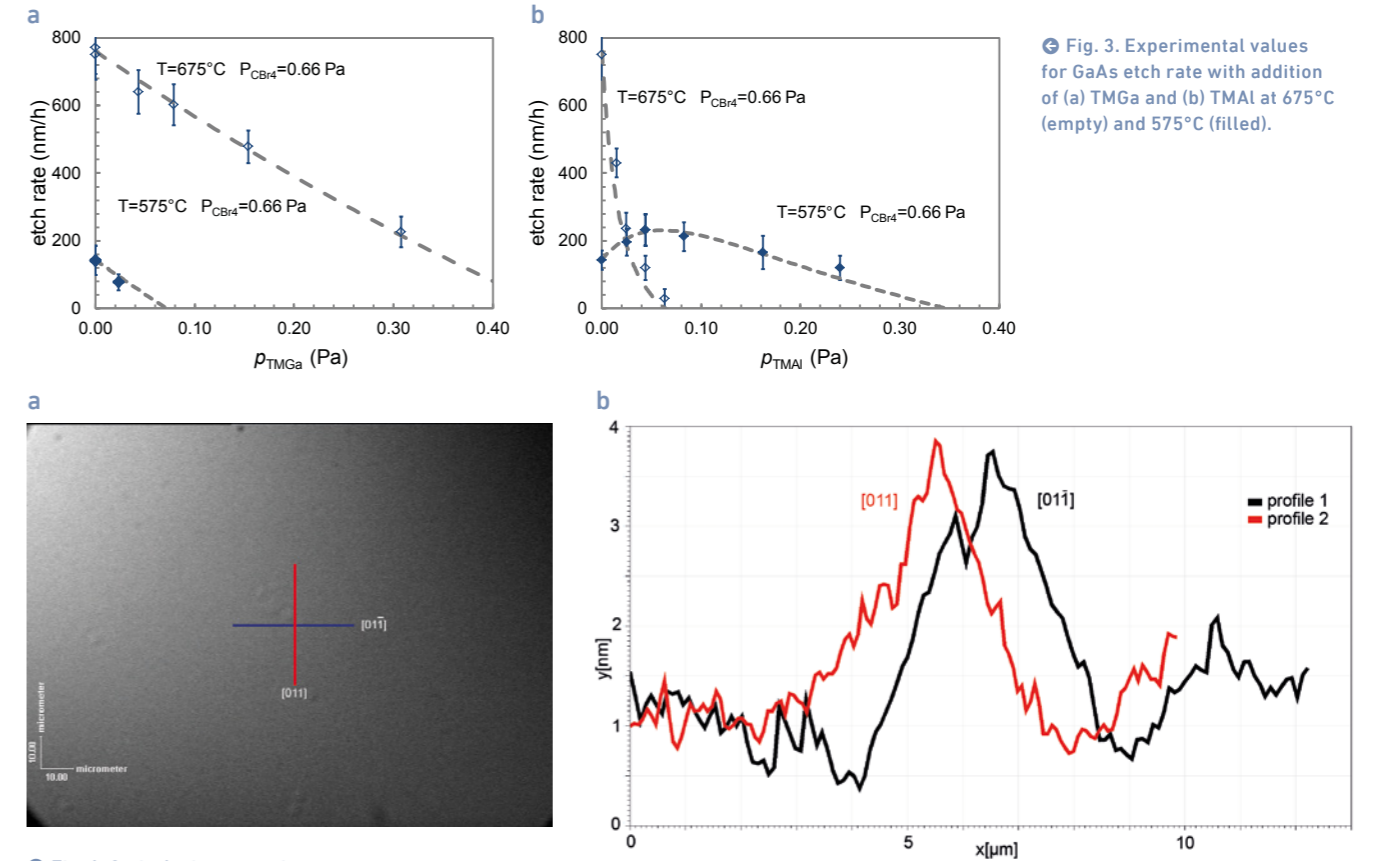 a
b
800
600
400
200
0
etch rate (nm/h)
T=675°C P_CBr4=0.66 Pa
T=575°C P_CBr4=0.66 Pa
0.00 0.10 0.20 0.30 0.40
p_TMGa (Pa)
800
600
400
200
0
etch rate (nm/h)
T=675°C P_CBr4=0.66 Pa
T=575°C P_CBr4=0.66 Pa
0.00 0.10 0.20 0.30 0.40
p_TMAl (Pa)
Fig. 3. Experimental values
for GaAs etch rate with addition
of (a) TMGa and (b) TMAl at 675°C
(empty) and 575°C (filled).
a
[011̄]
[011]
10.00 micrometer
micrometer
10.00
b
4
3
2
1
0
y[nm]
[011]
[011̄]
profile 1
profile 2
0 5 10
x[µm]